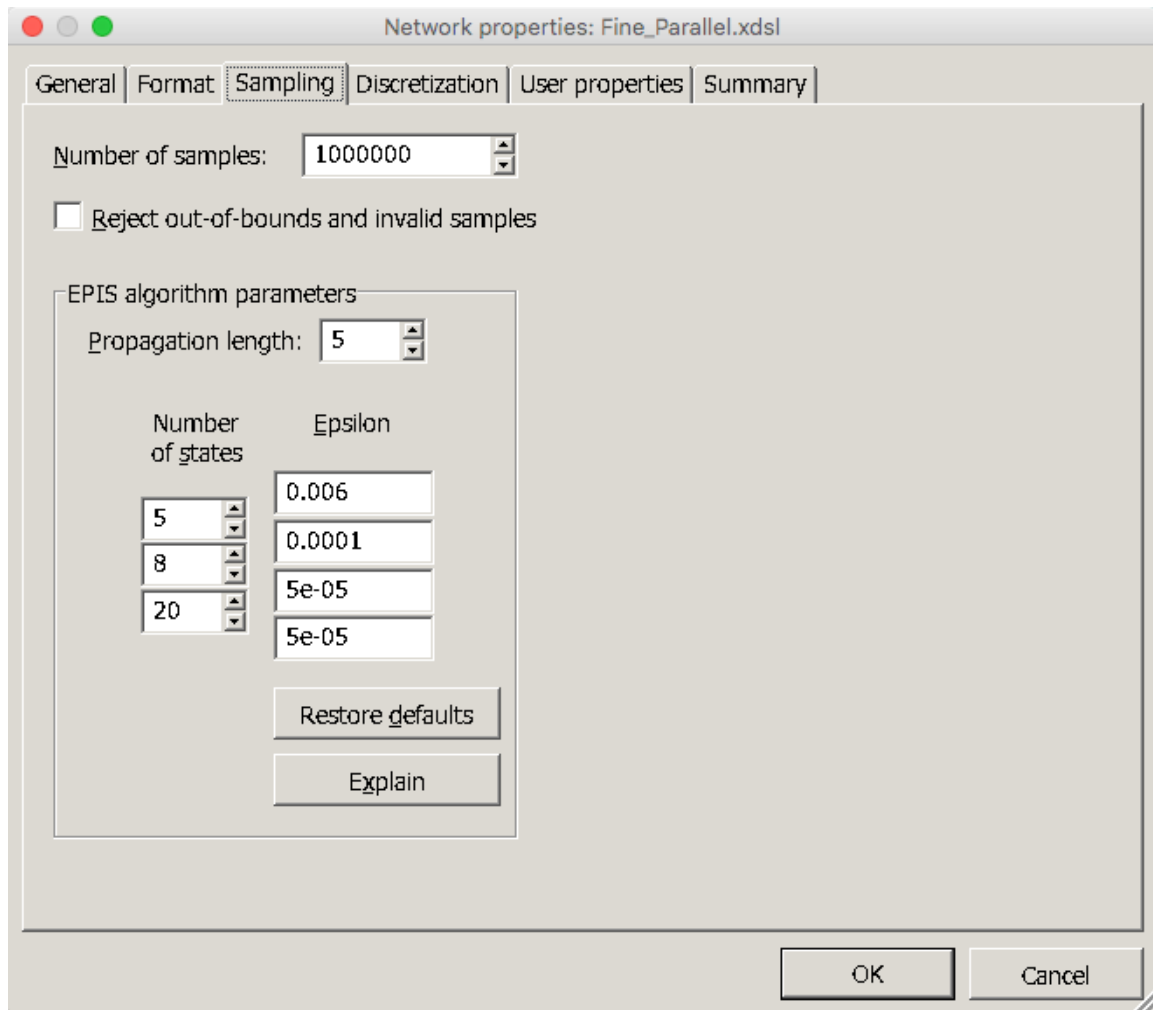 Network properties: Fine_Parallel.xdsl
General Format Sampling Discretization User properties Summary
Number of samples: 1000000
Reject out-of-bounds and invalid samples
EPIS algorithm parameters
Propagation length: 5
Number of states
Epsilon
5
8
20
0.006
0.0001
5e-05
5e-05
Restore defaults
Explain
OK Cancel